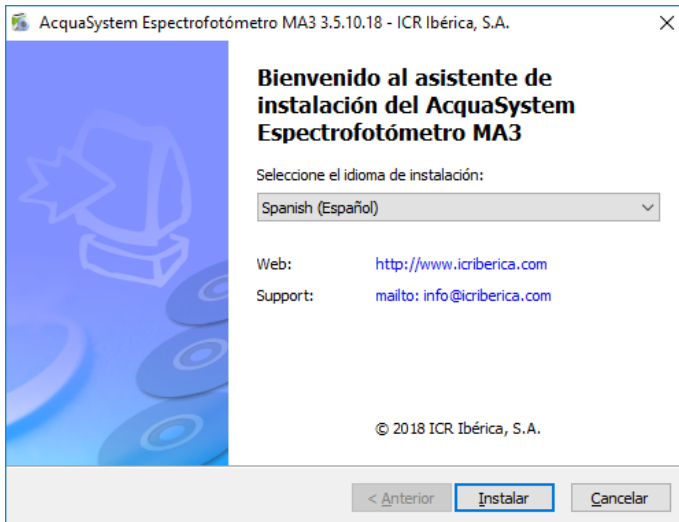 AcquaSystem Espectrofotómetro MA3 3.5.10.18 - ICR Ibérica, S.A.
Bienvenido al asistente de
instalación del AcquaSystem
Espectrofotómetro MA3
Seleccione el idioma de instalación:
Spanish (Español)
Web: http://www.icriberica.com
Support: mailto: info@icriberica.com
© 2018 ICR Ibérica, S.A.
< Anterior Instalar Cancelar